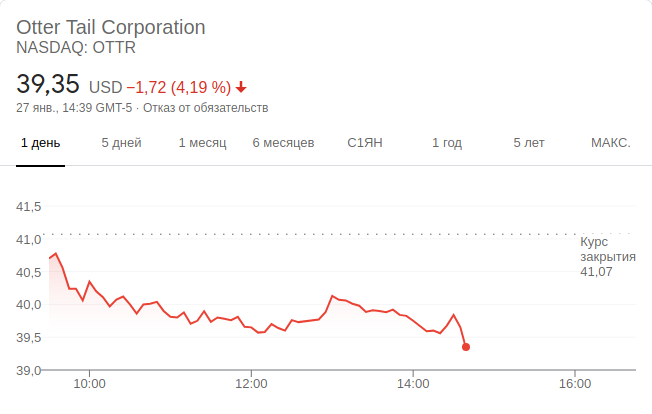 Otter Tail Corporation
NASDAQ: OTTR
39,35 USD −1,72 (4,19 %)
27 янв., 14:39 GMT-5 · Отказ от обязательств
1 день 5 дней 1 месяц 6 месяцев С1ЯН 1 год 5 лет МАКС.
41,5
41,0
Курс
закрытия
41,07
40,5
40,0
39,5
39,0
10:00 12:00 14:00 16:00